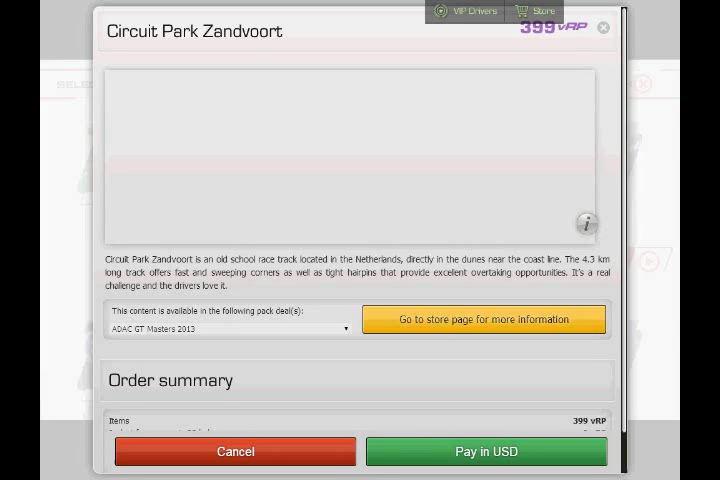 VIP Drivers
Store
Circuit Park Zandvoort
399 vRP
SELE
Circuit Park Zandvoort is an old school race track located in the Netherlands, directly in the dunes near the coast line. The 4.3 km
long track offers fast and sweeping corners as well as tight hairpins that provide excellent overtaking opportunities. It's a real
challenge and the drivers love it.
This content is available in the following pack deal(s):
ADAC GT Masters 2013
Go to store page for more information
Order summary
Items
399 vRP
Cancel
Pay in USD